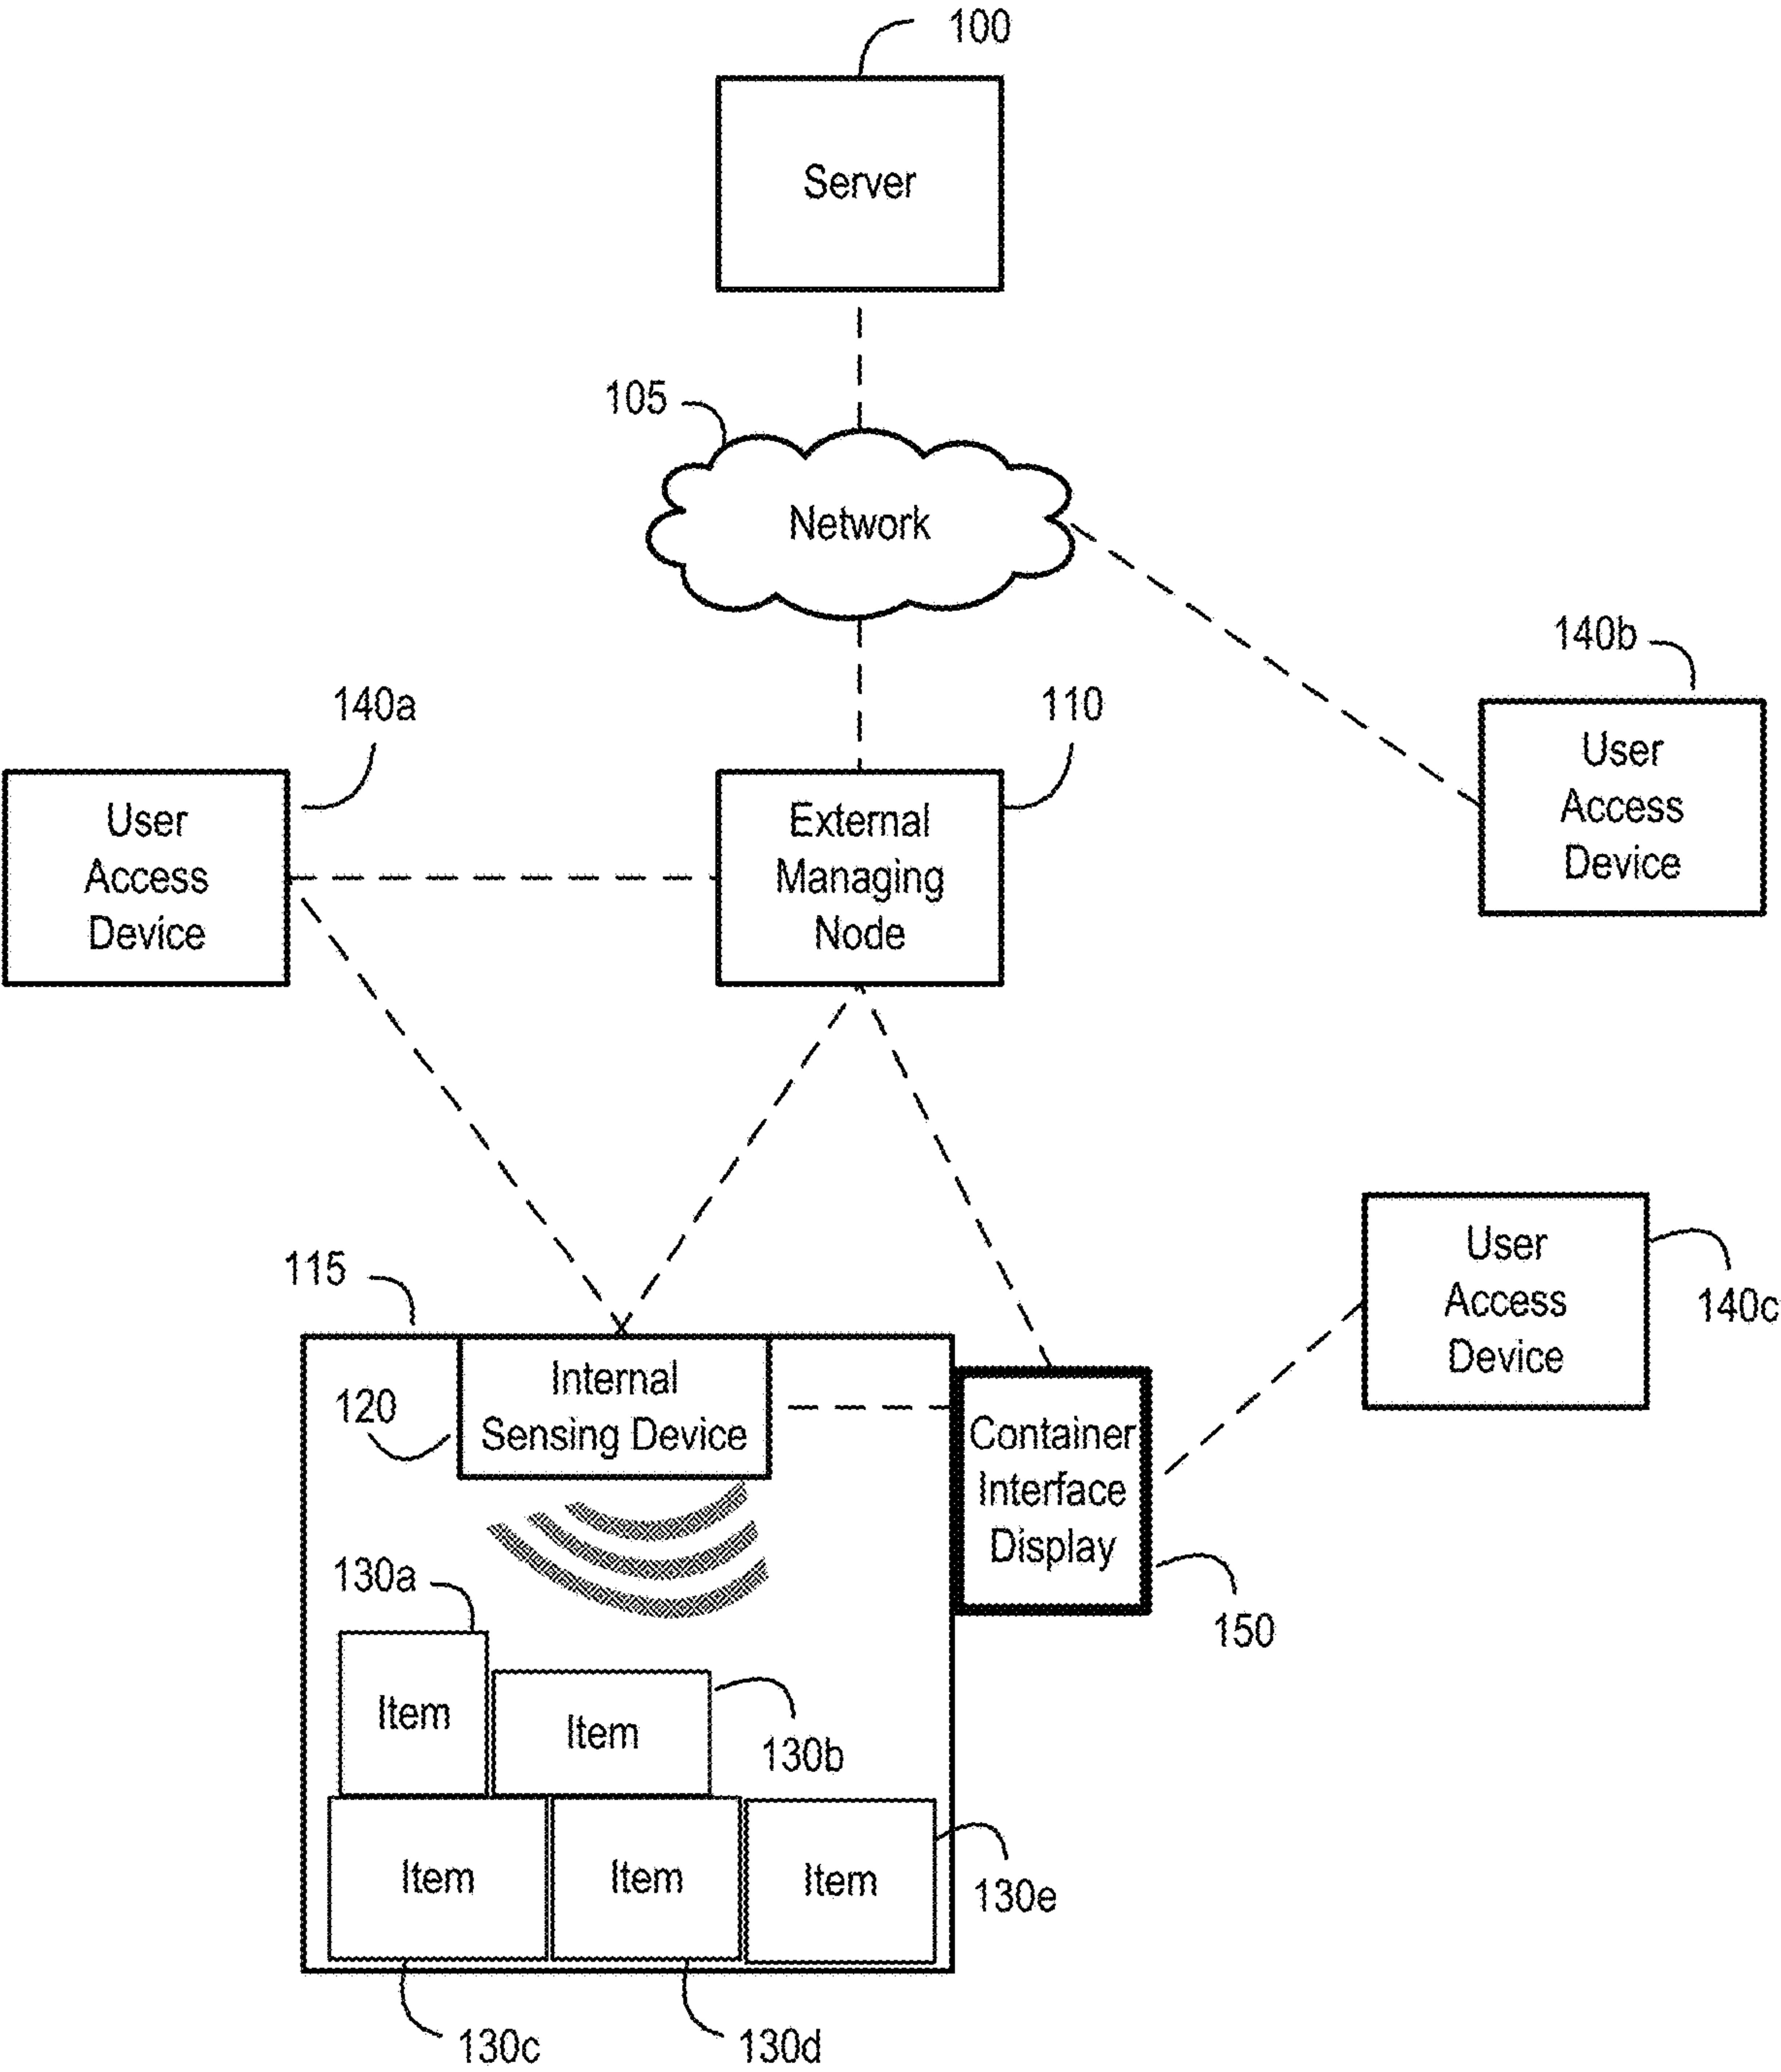 100
Server
105
Network
140b
User
Access
Device
140a
110
User
Access
Device
External
Managing
Node
User
Access
Device
140c
115
Internal
Sensing Device
120
Container
Interface
Display
150
130a
Item
Item
130b
Item
Item
Item
130e
130c
130d